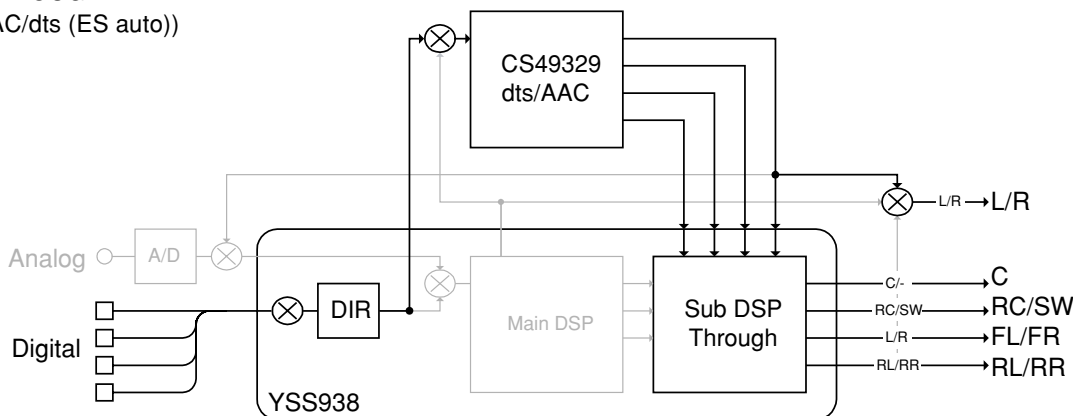 AC/dts (ES auto))
CS49329
dts/AAC
L/R
L/R
Analog
A/D
C/-
C
DIR
Main DSP
Sub DSP
Through
RC/SW
RC/SW
Digital
L/R
FL/FR
RL/RR
RL/RR
YSS938